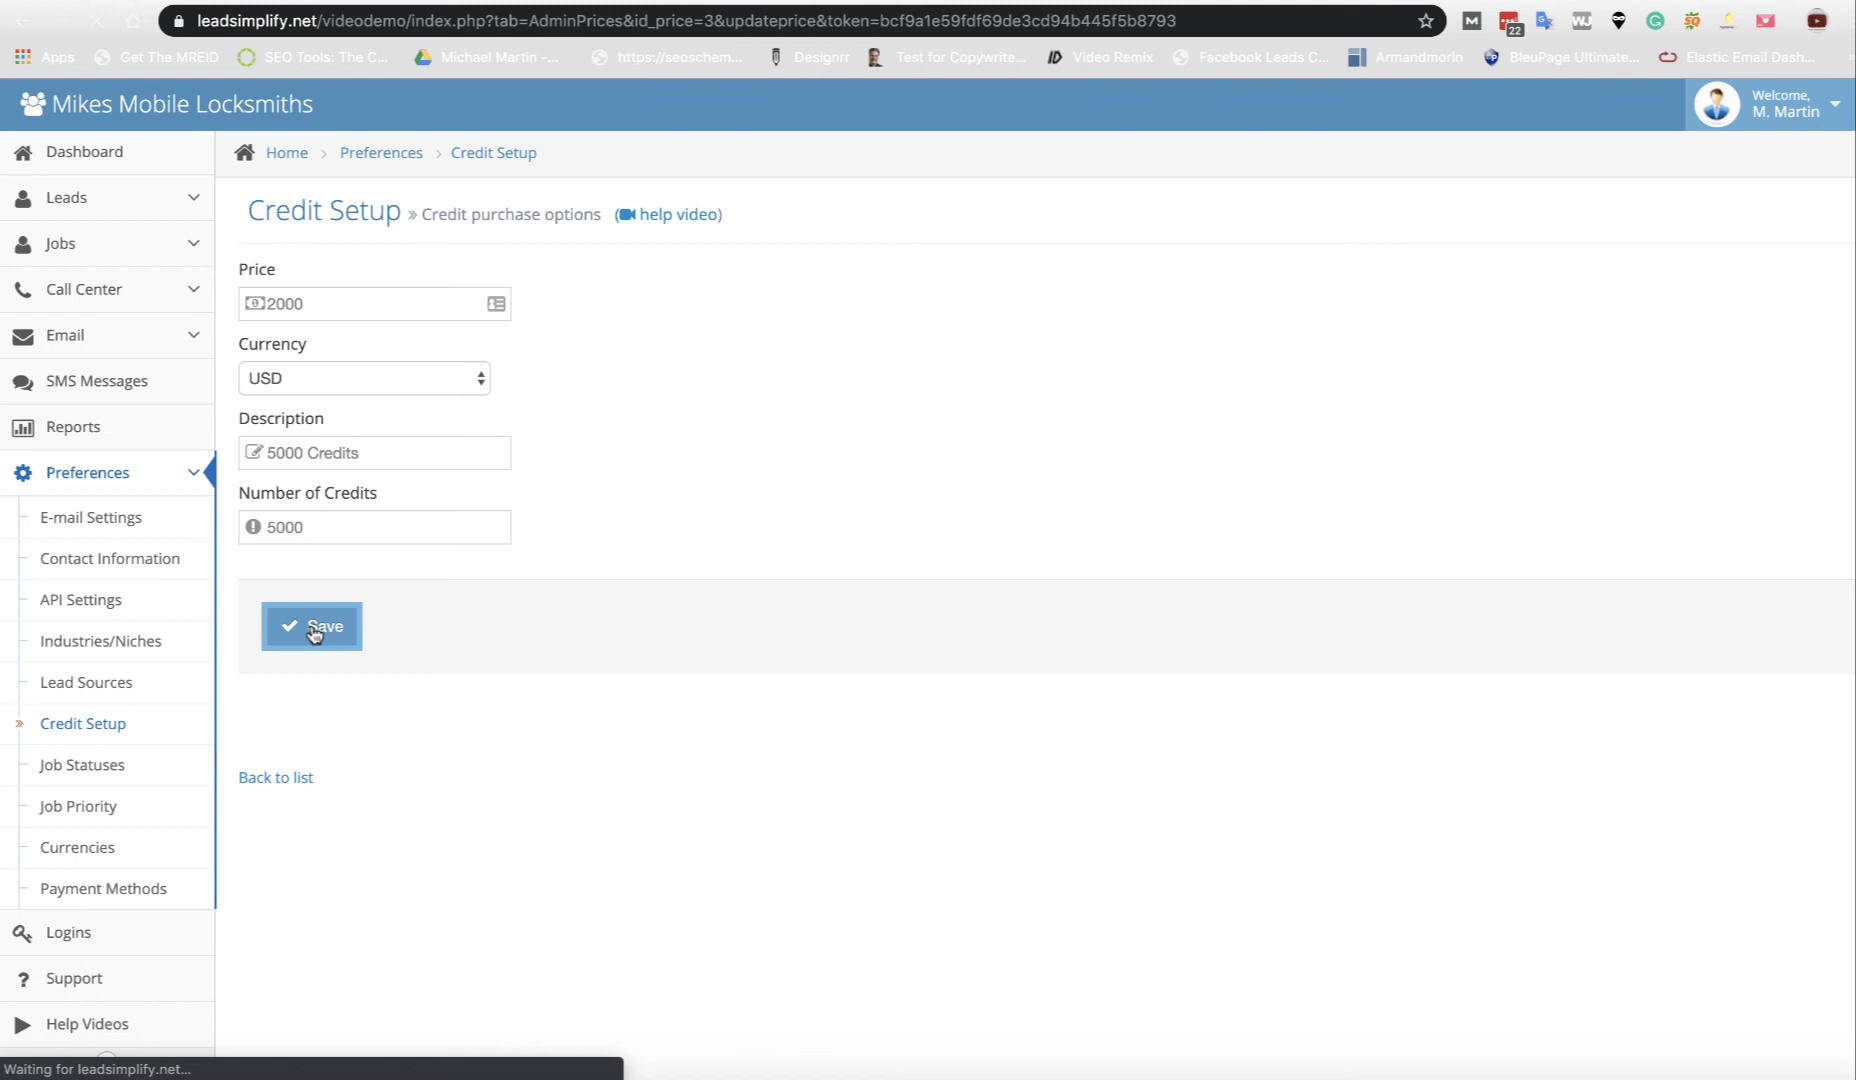 leadsimplify.net/videodemo/index.php?tab=AdminPrices&id_price=3&updateprice&token=bcf9a1e59fdf69de3cd94b445f5b8793
M
22
WJ
G
SQ
Apps
Get The MREID
SEO Tools: The C...
Michael Martin -...
https://seoschem...
Designrr
Test for Copywrite...
Video Remix
Facebook Leads C...
Armandmorin
BleuPage Ultimate...
Elastic Email Dash...
Mikes Mobile Locksmiths
Welcome,
M. Martin
Dashboard
Leads
Jobs
Call Center
Email
SMS Messages
Reports
Preferences
E-mail Settings
Contact Information
API Settings
Industries/Niches
Lead Sources
» Credit Setup
Job Statuses
Job Priority
Currencies
Payment Methods
Logins
Support
Help Videos
Home > Preferences > Credit Setup
Credit Setup » Credit purchase options (help video)
Price
2000
Currency
USD
Description
5000 Credits
Number of Credits
5000
Save
Back to list
Waiting for leadsimplify.net...